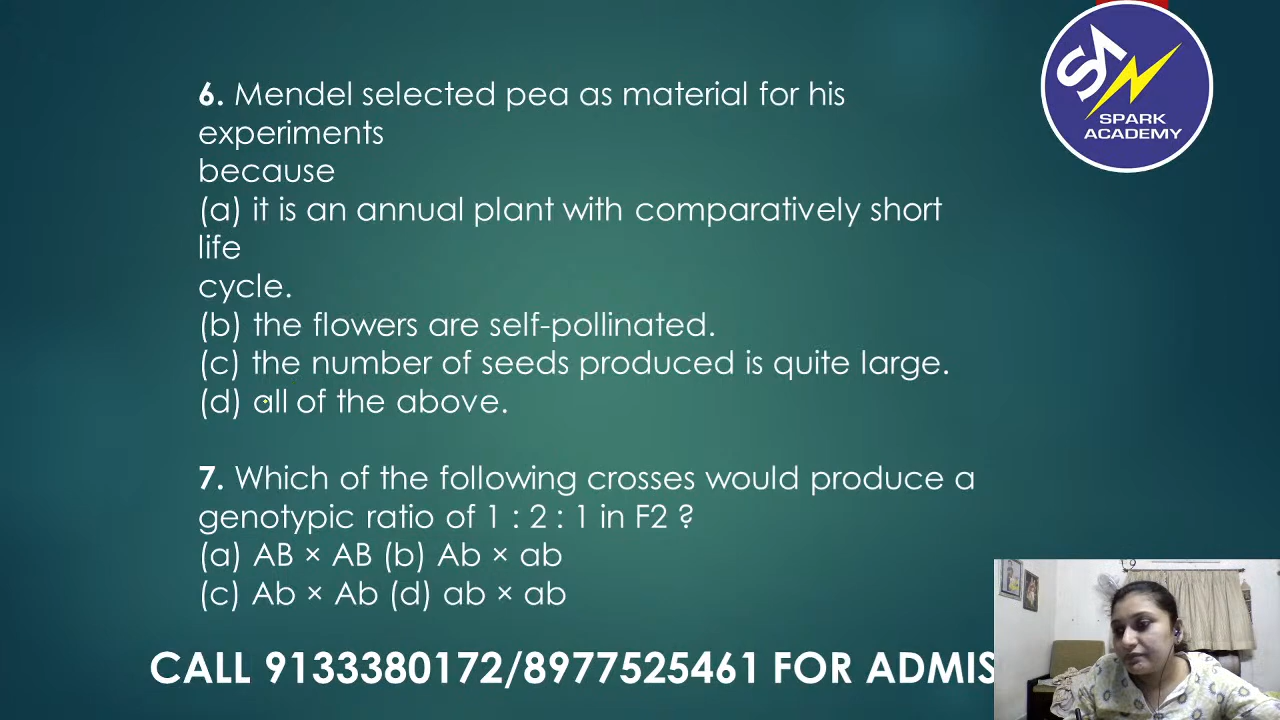 6. Mendel selected pea as material for his
experiments
because
(a) it is an annual plant with comparatively short
life
cycle.
(b) the flowers are self-pollinated.
(c) the number of seeds produced is quite large.
(d) all of the above.
7. Which of the following crosses would produce a
genotypic ratio of 1 : 2 : 1 in F2 ?
(a) AB × AB (b) Ab × ab
(c) Ab × Ab (d) ab × ab
CALL 9133380172/8977525461 FOR ADMIS
SPARK
ACADEMY